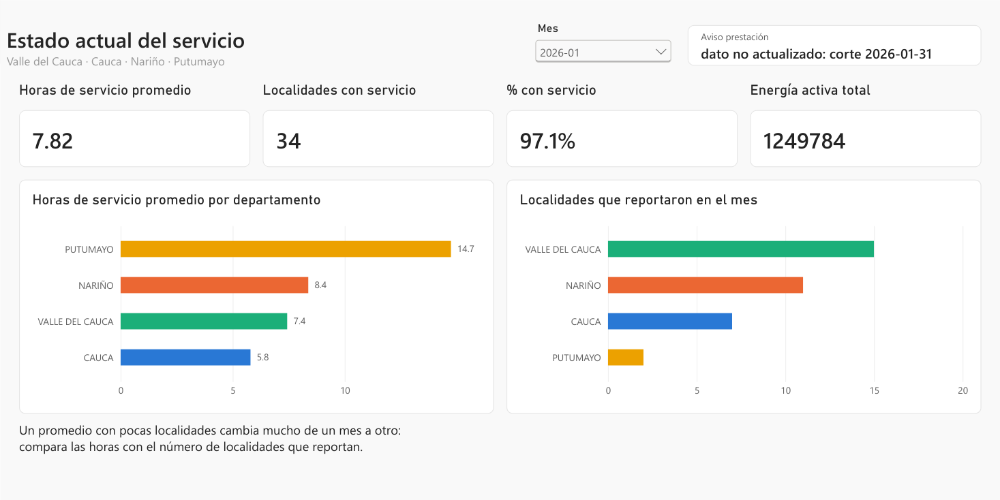 Estado actual del servicio
Valle del Cauca · Cauca · Nariño · Putumayo
Mes
2026-01
Aviso prestación
dato no actualizado: corte 2026-01-31
Horas de servicio promedio
7.82
Localidades con servicio
34
% con servicio
97.1%
Energía activa total
1249784
Horas de servicio promedio por departamento
PUTUMAYO 14.7
NARIÑO 8.4
VALLE DEL CAUCA 7.4
CAUCA 5.8
0 5 10
Localidades que reportaron en el mes
VALLE DEL CAUCA
NARIÑO
CAUCA
PUTUMAYO
0 5 10 15 20
Un promedio con pocas localidades cambia mucho de un mes a otro:
compara las horas con el número de localidades que reportan.